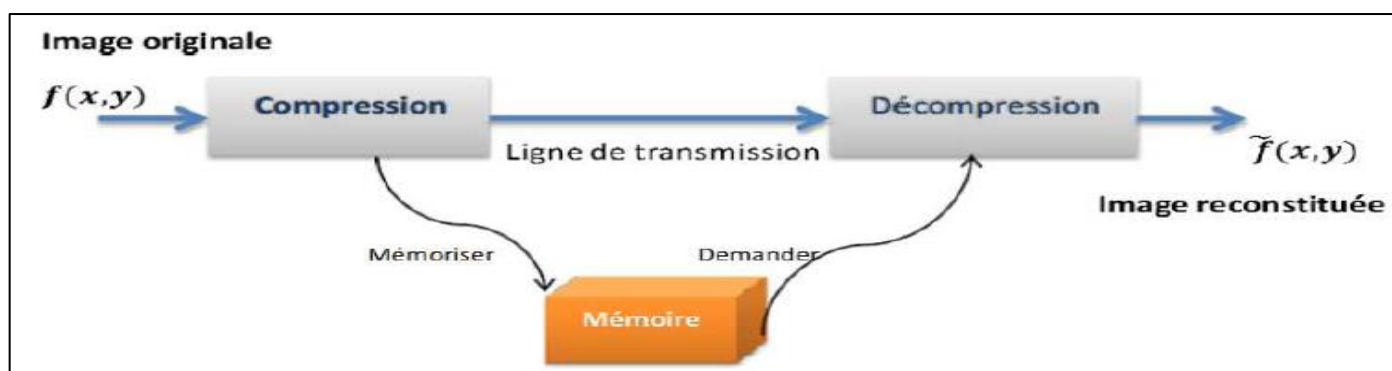 Image originale
f(x,y)
Compression
Décompression
Ligne de transmission
f̃(x,y)
Image reconstituée
Mémoriser
Demander
Mémoire